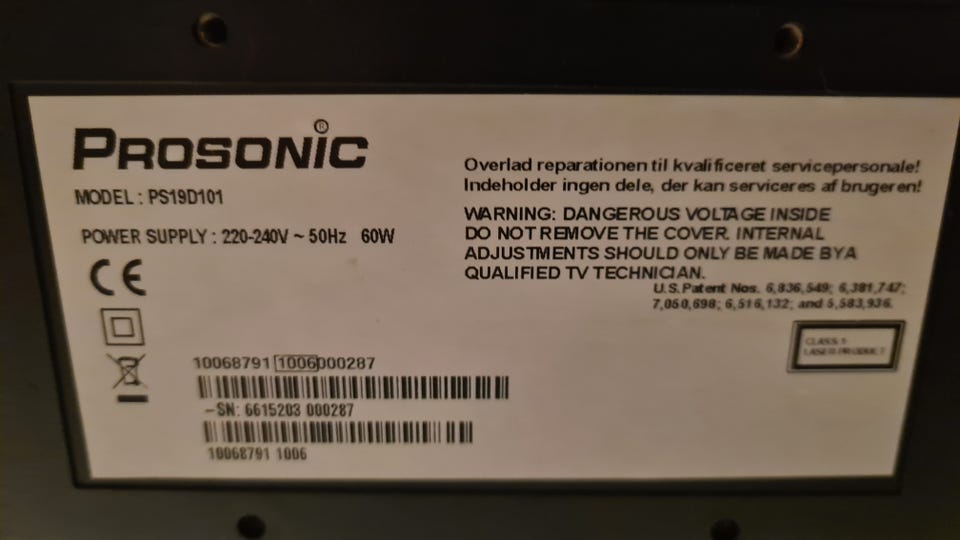 PROSONIC®
MODEL : PS19D101
POWER SUPPLY : 220-240V ~ 50Hz 60W
CE
Overlad reparationen til kvalificeret servicepersonale!
Indeholder ingen dele, der kan serviceres af brugeren!
WARNING: DANGEROUS VOLTAGE INSIDE
DO NOT REMOVE THE COVER. INTERNAL
ADJUSTMENTS SHOULD ONLY BE MADE BYA
QUALIFIED TV TECHNICIAN.
U.S.Patent Nos. 6,836,549; 6,381,747;
7,050,698; 6,516,132; and 5,583,936.
CLASS 1
LASER PRODUCT
10068791 1006000287
-SN: 6615203 000287
10068791 1006